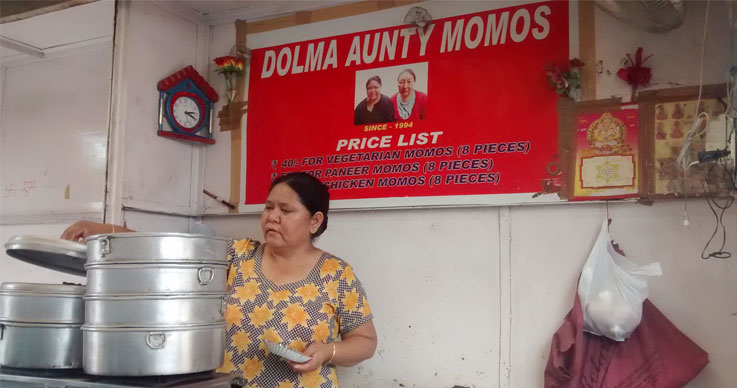 DOLMA AUNTY MOMOS
SINCE - 1994
PRICE LIST
40/- FOR VEGETARIAN MOMOS (8 PIECES)
FOR PANEER MOMOS (8 PIECES)
CHICKEN MOMOS (8 PIECES)